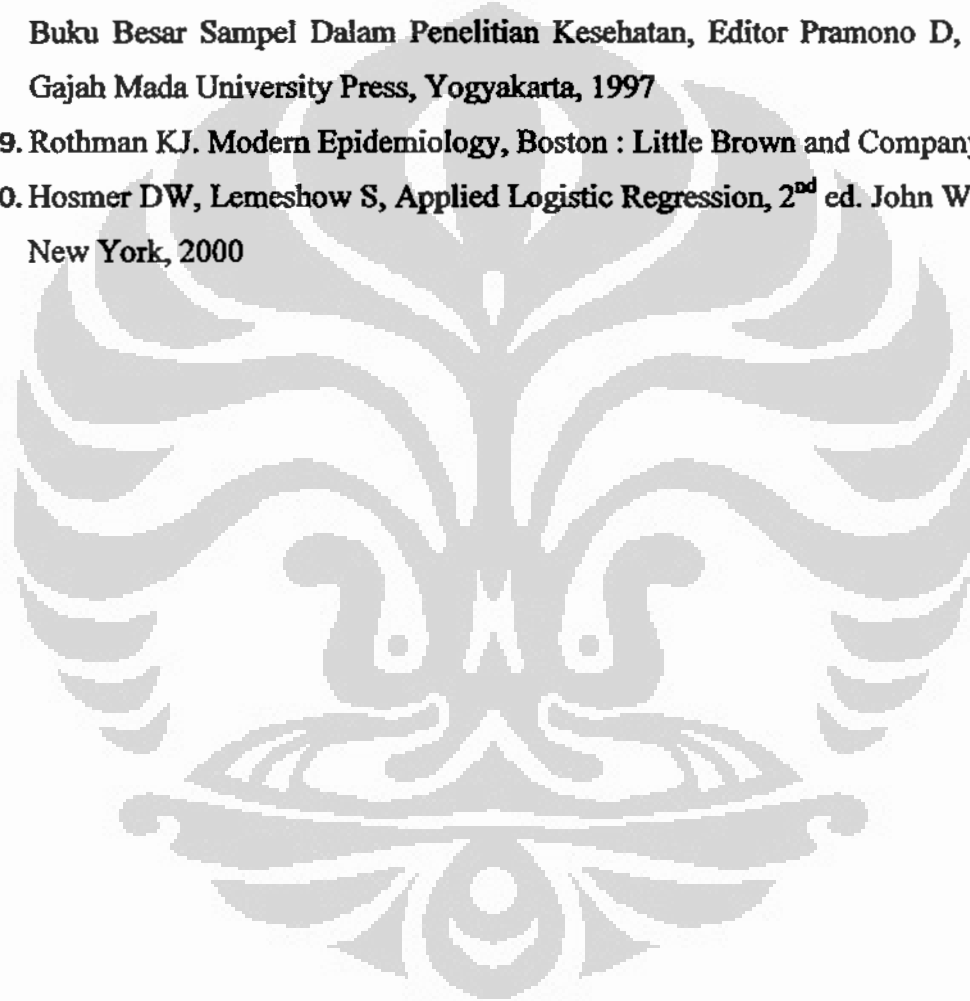 Buku Besar Sampel Dalam Penelitian Kesehatan, Editor Pramono D,
Gajah Mada University Press, Yogyakarta, 1997
9. Rothman KJ. Modern Epidemiology, Boston : Little Brown and Company
0. Hosmer DW, Lemeshow S, Applied Logistic Regression, 2nd ed. John W
New York, 2000